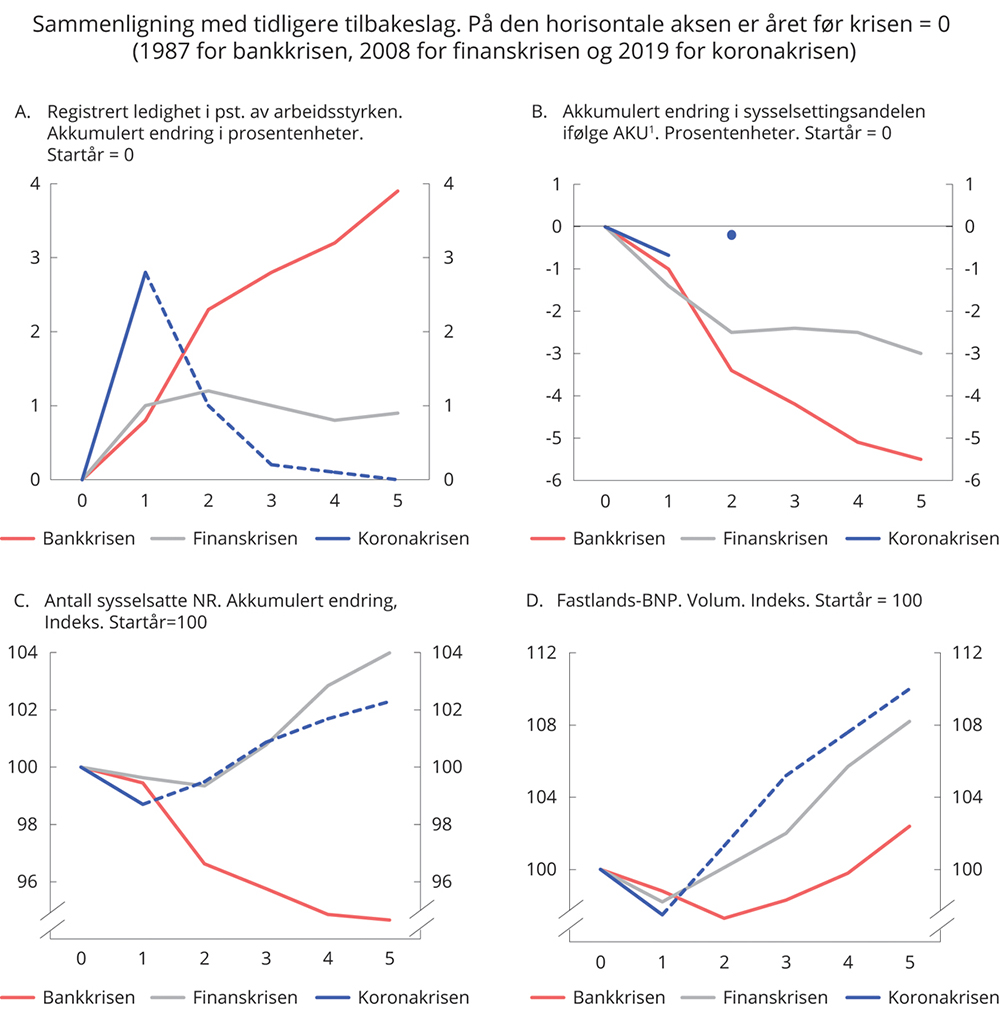 Sammenligning med tidligere tilbakeslag. På den horisontale aksen er året før krisen = 0
(1987 for bankkrisen, 2008 for finanskrisen og 2019 for koronakrisen)
A. Registrert ledighet i pst. av arbeidsstyrken.
Akkumulert endring i prosentenheter.
Startår = 0
4 4
3 3
2 2
1 1
0 0
0 1 2 3 4 5
Bankkrisen Finanskrisen Koronakrisen
B. Akkumulert endring i sysselsettingsandelen
ifølge AKU¹. Prosentenheter. Startår = 0
1 1
0 0
-1 -1
-2 -2
-3 -3
-4 -4
-5 -5
-6 -6
0 1 2 3 4 5
Bankkrisen Finanskrisen Koronakrisen
C. Antall sysselsatte NR. Akkumulert endring,
Indeks. Startår=100
104 104
102 102
100 100
98 98
96 96
0 1 2 3 4 5
Bankkrisen Finanskrisen Koronakrisen
D. Fastlands-BNP. Volum. Indeks. Startår = 100
112 112
108 108
104 104
100 100
0 1 2 3 4 5
Bankkrisen Finanskrisen Koronakrisen